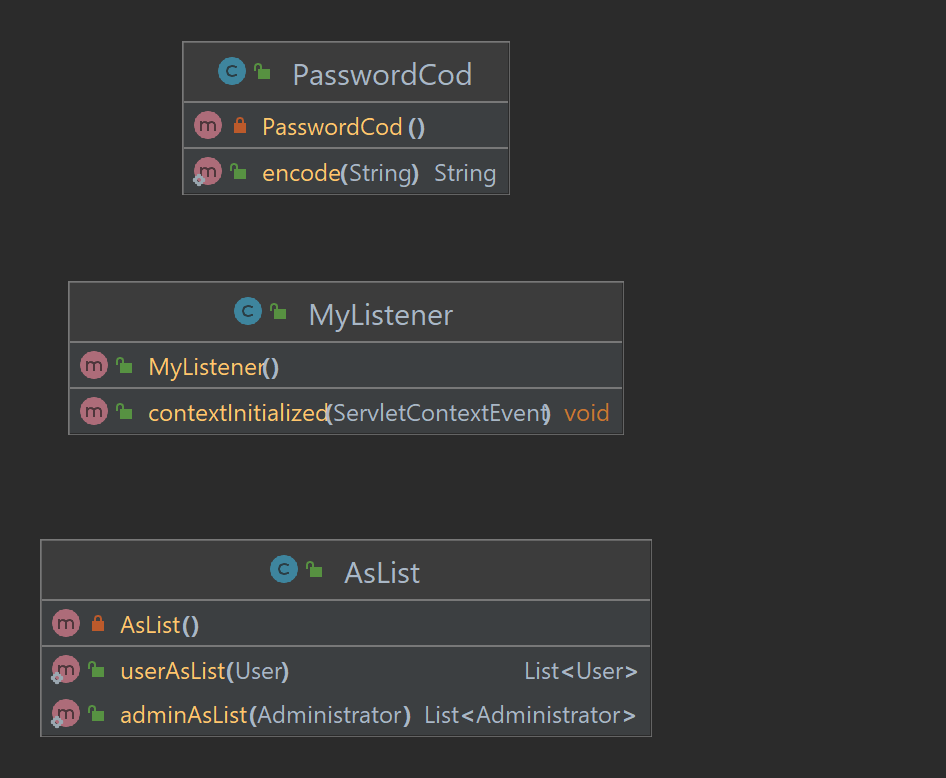 C PasswordCod
m PasswordCod ()
m encode(String) String
C MyListener
m MyListener()
m contextInitialized(ServletContextEvent) void
C AsList
m AsList()
m userAsList(User) List<User>
m adminAsList(Administrator) List<Administrator>